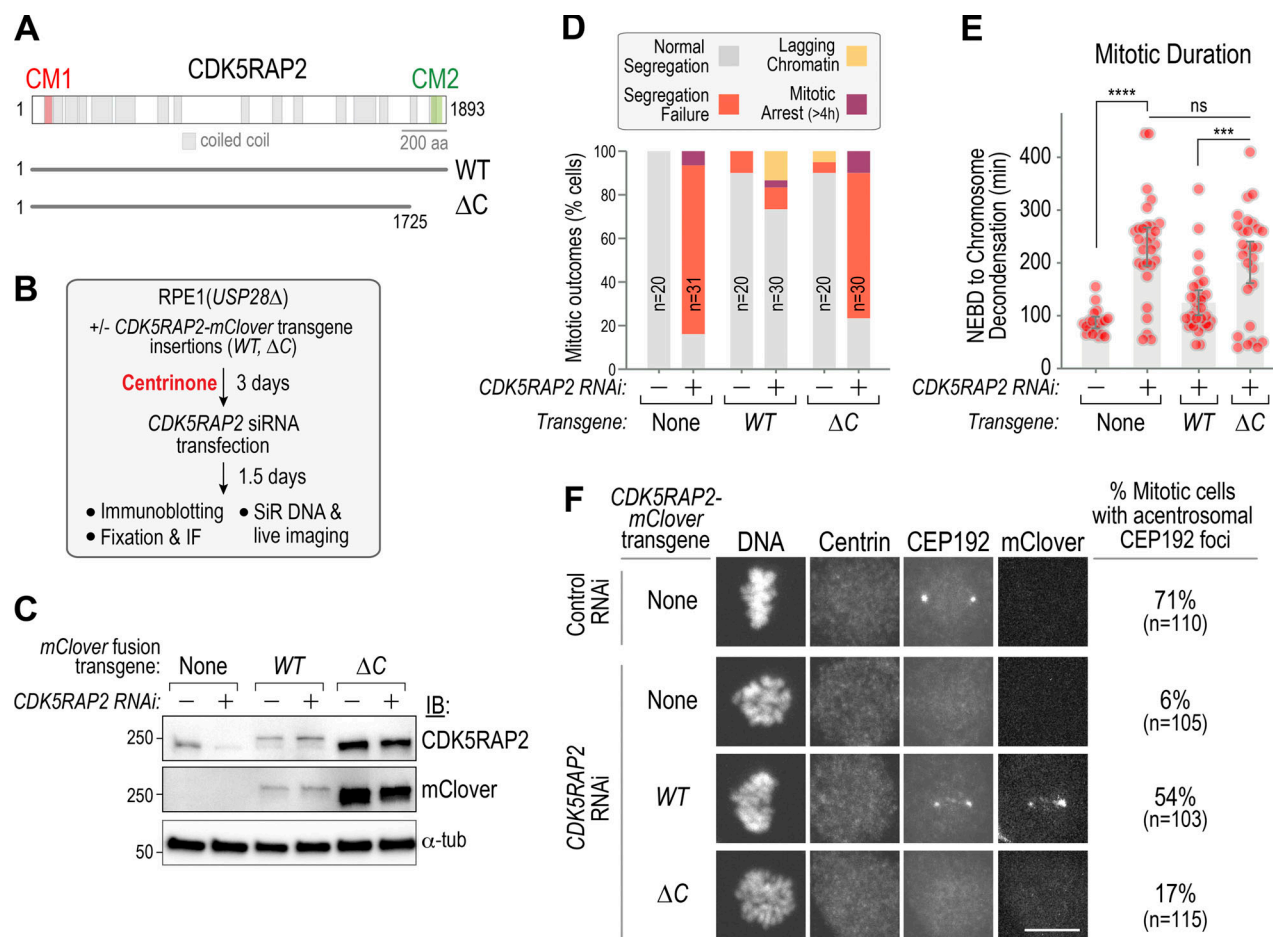 A
CDK5RAP2
CM1
CM2
1
1893
coiled coil
200 aa
1
WT
1
ΔC
1725
B
RPE1(USP28Δ)
+/- CDK5RAP2-mClover transgene
insertions (WT, ΔC)
Centrinone
3 days
CDK5RAP2 siRNA
transfection
1.5 days
● Immunoblotting
● Fixation & IF
● SiR DNA &
live imaging
C
mClover fusion
transgene:
None
WT
ΔC
CDK5RAP2 RNAi:
– + – + – +
IB:
250
CDK5RAP2
250
mClover
50
α-tub
D
Normal
Segregation
Lagging
Chromatin
Segregation
Failure
Mitotic
Arrest (>4h)
Mitotic outcomes (% cells)
100
80
60
40
20
0
n=20
n=31
n=20
n=30
n=20
n=30
CDK5RAP2 RNAi:
– + – + – +
Transgene:
None
WT
ΔC
E
Mitotic Duration
****
ns
***
NEBD to Chromosome
Decondensation (min)
400
300
200
100
0
CDK5RAP2 RNAi:
– + + +
Transgene:
None
WT
ΔC
F
CDK5RAP2-
mClover
transgene
DNA
Centrin
CEP192
mClover
% Mitotic cells
with acentrosomal
CEP192 foci
Control
RNAi
None
71%
(n=110)
CDK5RAP2
RNAi
None
6%
(n=105)
WT
54%
(n=103)
ΔC
17%
(n=115)